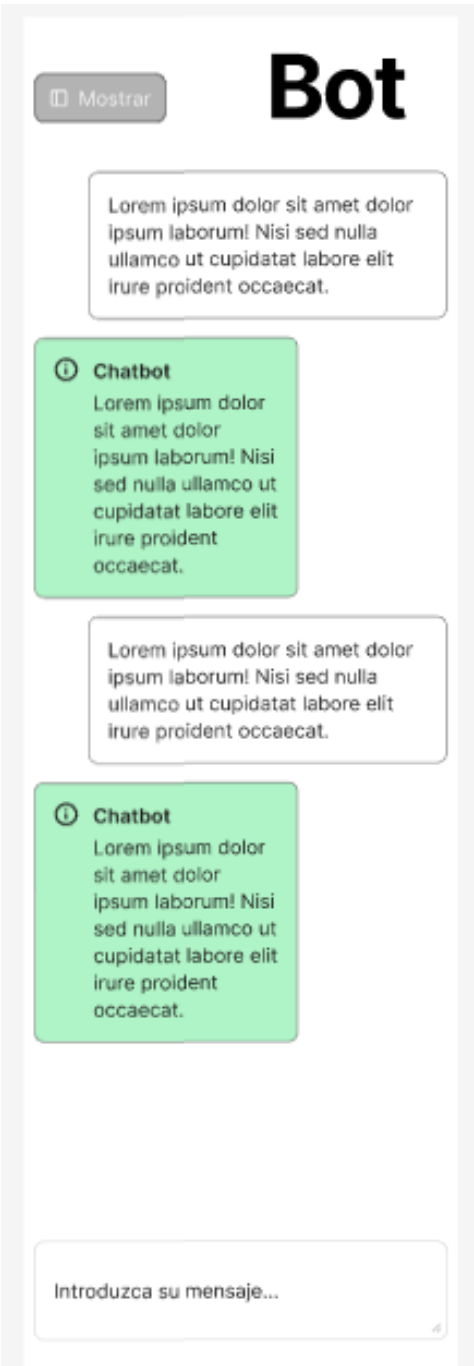 Mostrar
Bot
Lorem ipsum dolor sit amet dolor
ipsum laborum! Nisi sed nulla
ullamco ut cupidatat labore elit
irure proident occaecat.
Chatbot
Lorem ipsum dolor
sit amet dolor
ipsum laborum! Nisi
sed nulla ullamco ut
cupidatat labore elit
irure proident
occaecat.
Lorem ipsum dolor sit amet dolor
ipsum laborum! Nisi sed nulla
ullamco ut cupidatat labore elit
irure proident occaecat.
Chatbot
Lorem ipsum dolor
sit amet dolor
ipsum laborum! Nisi
sed nulla ullamco ut
cupidatat labore elit
irure proident
occaecat.
Introduzca su mensaje...